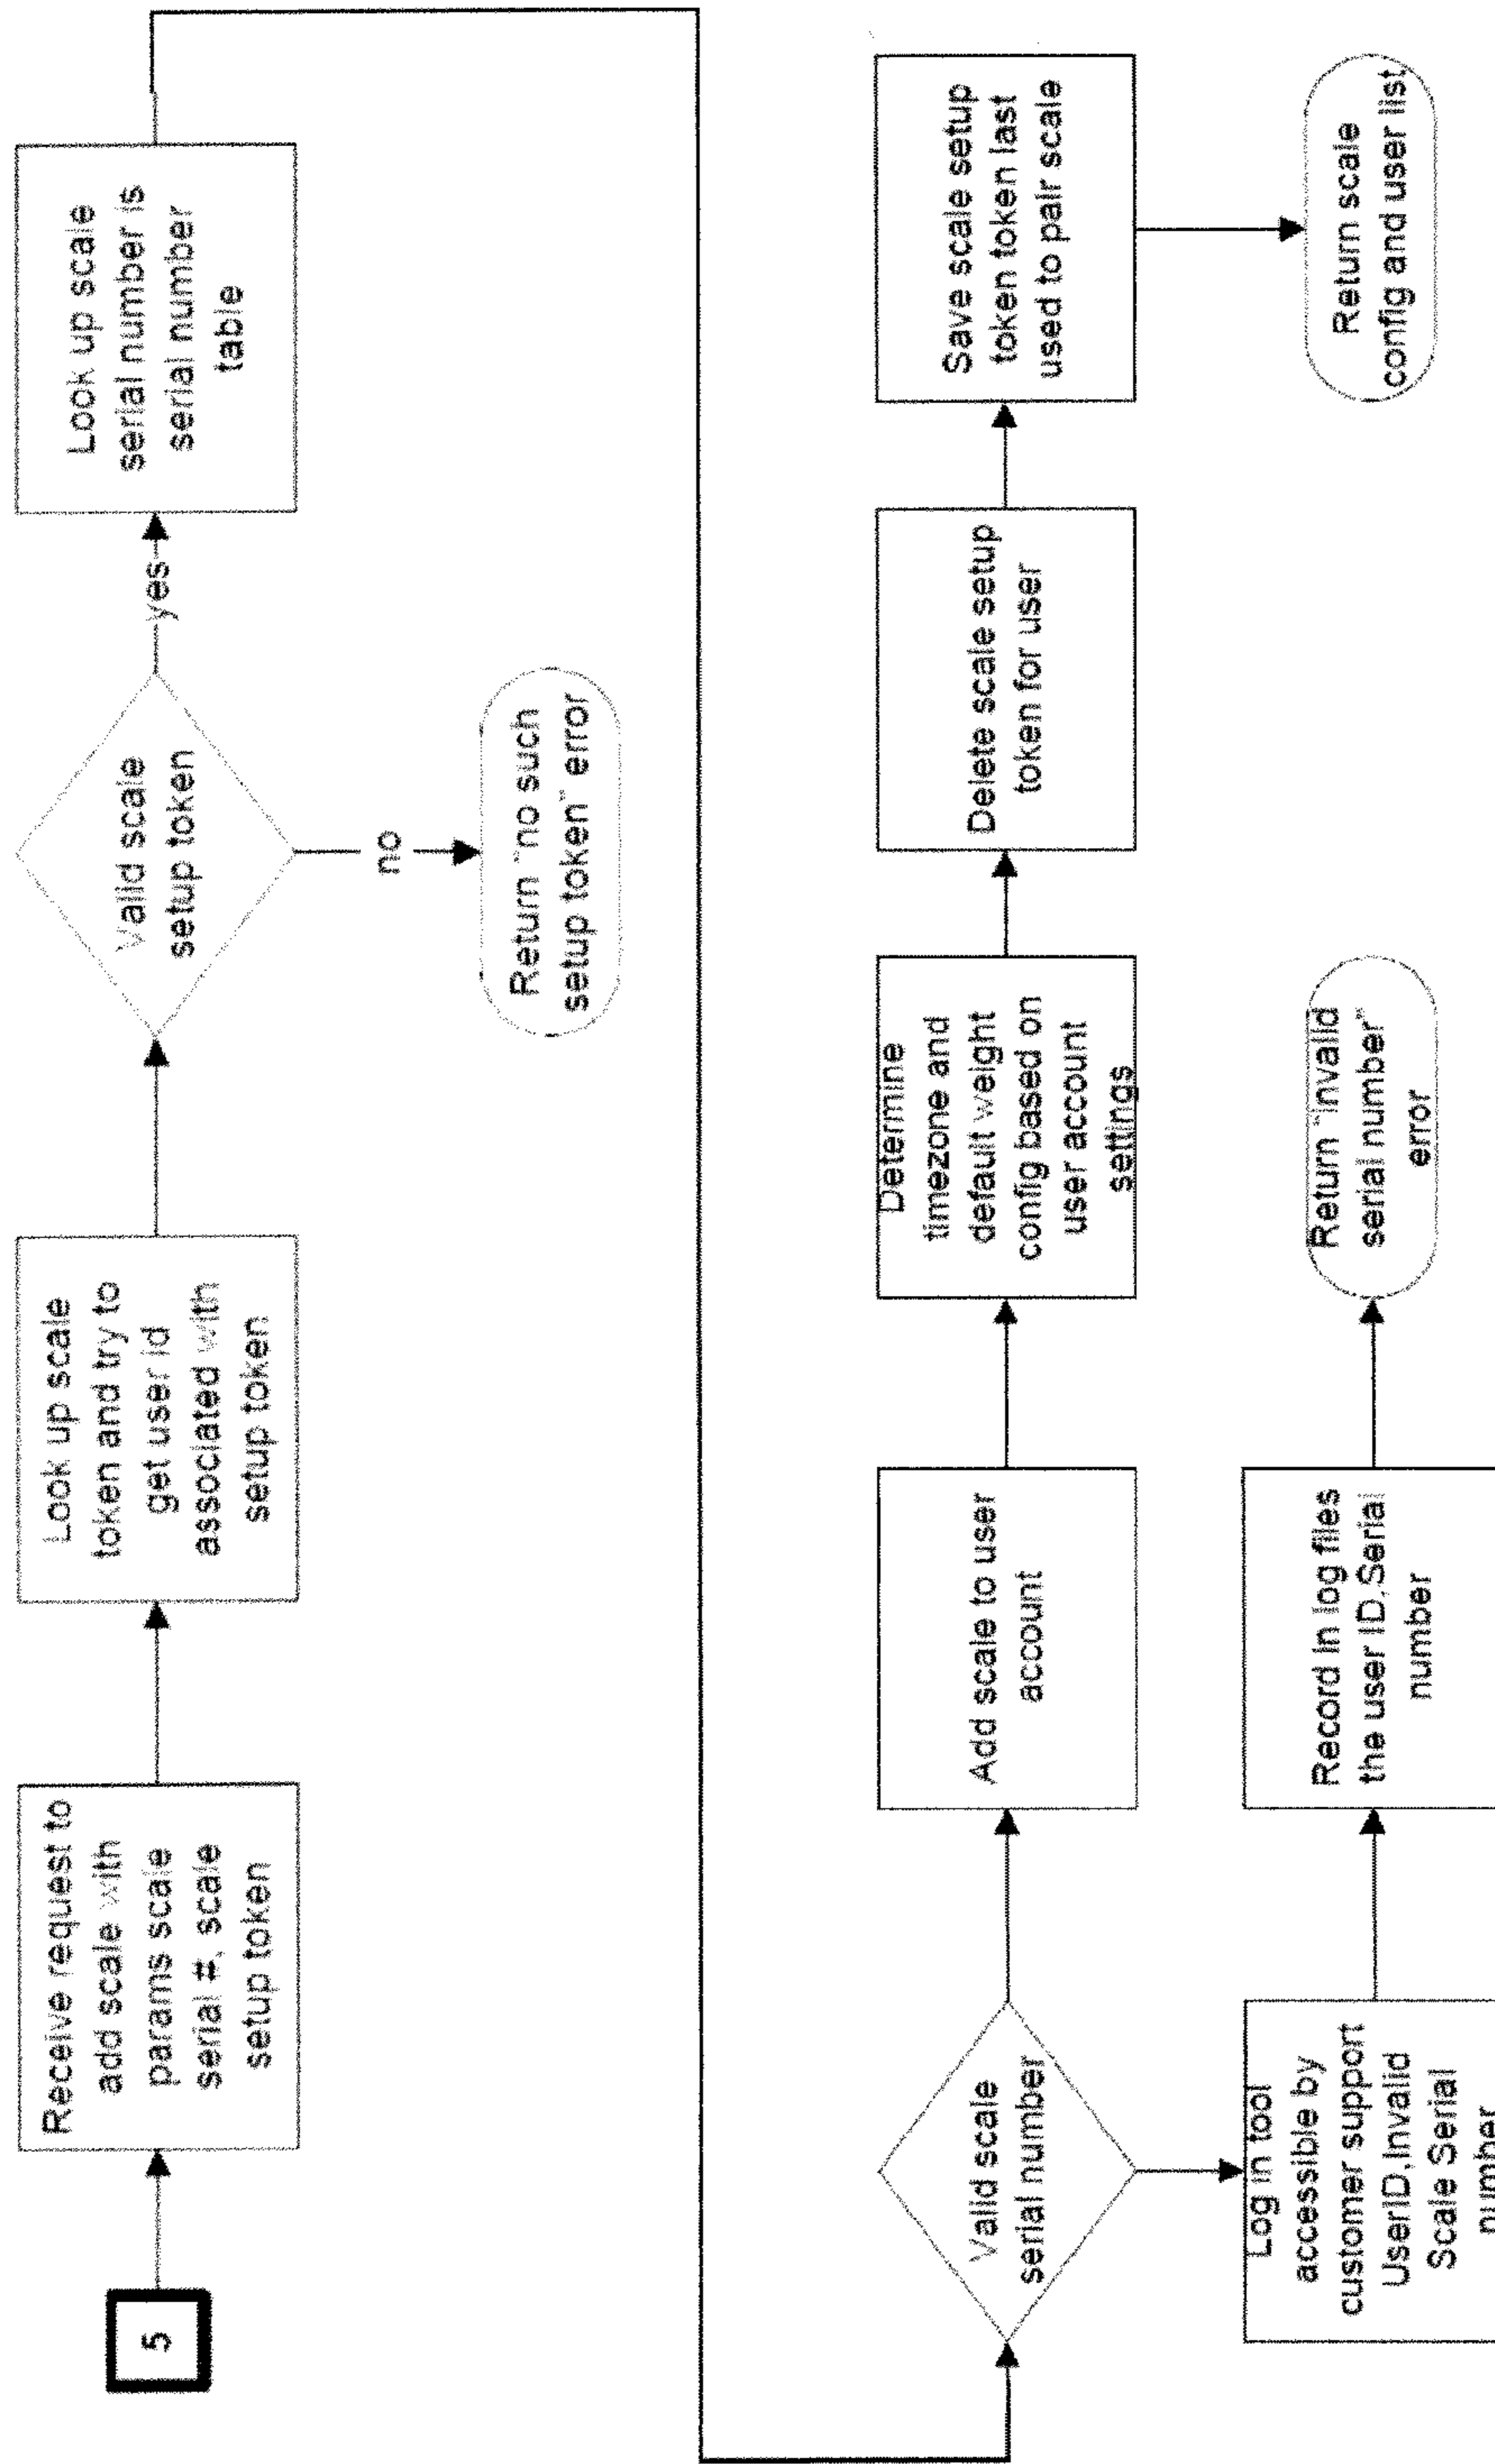 5
Receive request to
add scale with
params scale
serial #, scale
setup token
Look up scale
token and try to
get user id
associated with
setup token
Valid scale
setup token
yes
no
Return "no such
setup token" error
Look up scale
serial number is
serial number
table
Valid scale
serial number
Add scale to user
account
Determine
timezone and
default weight
config based on
user account
settings
Delete scale setup
token for user
Save scale setup
token token last
used to pair scale
Return scale
config and user list
Log in tool
accessible by
customer support
UserID,Invalid
Scale Serial
number
Record in log files
the user ID,Serial
number
Return "invalid
serial number"
error